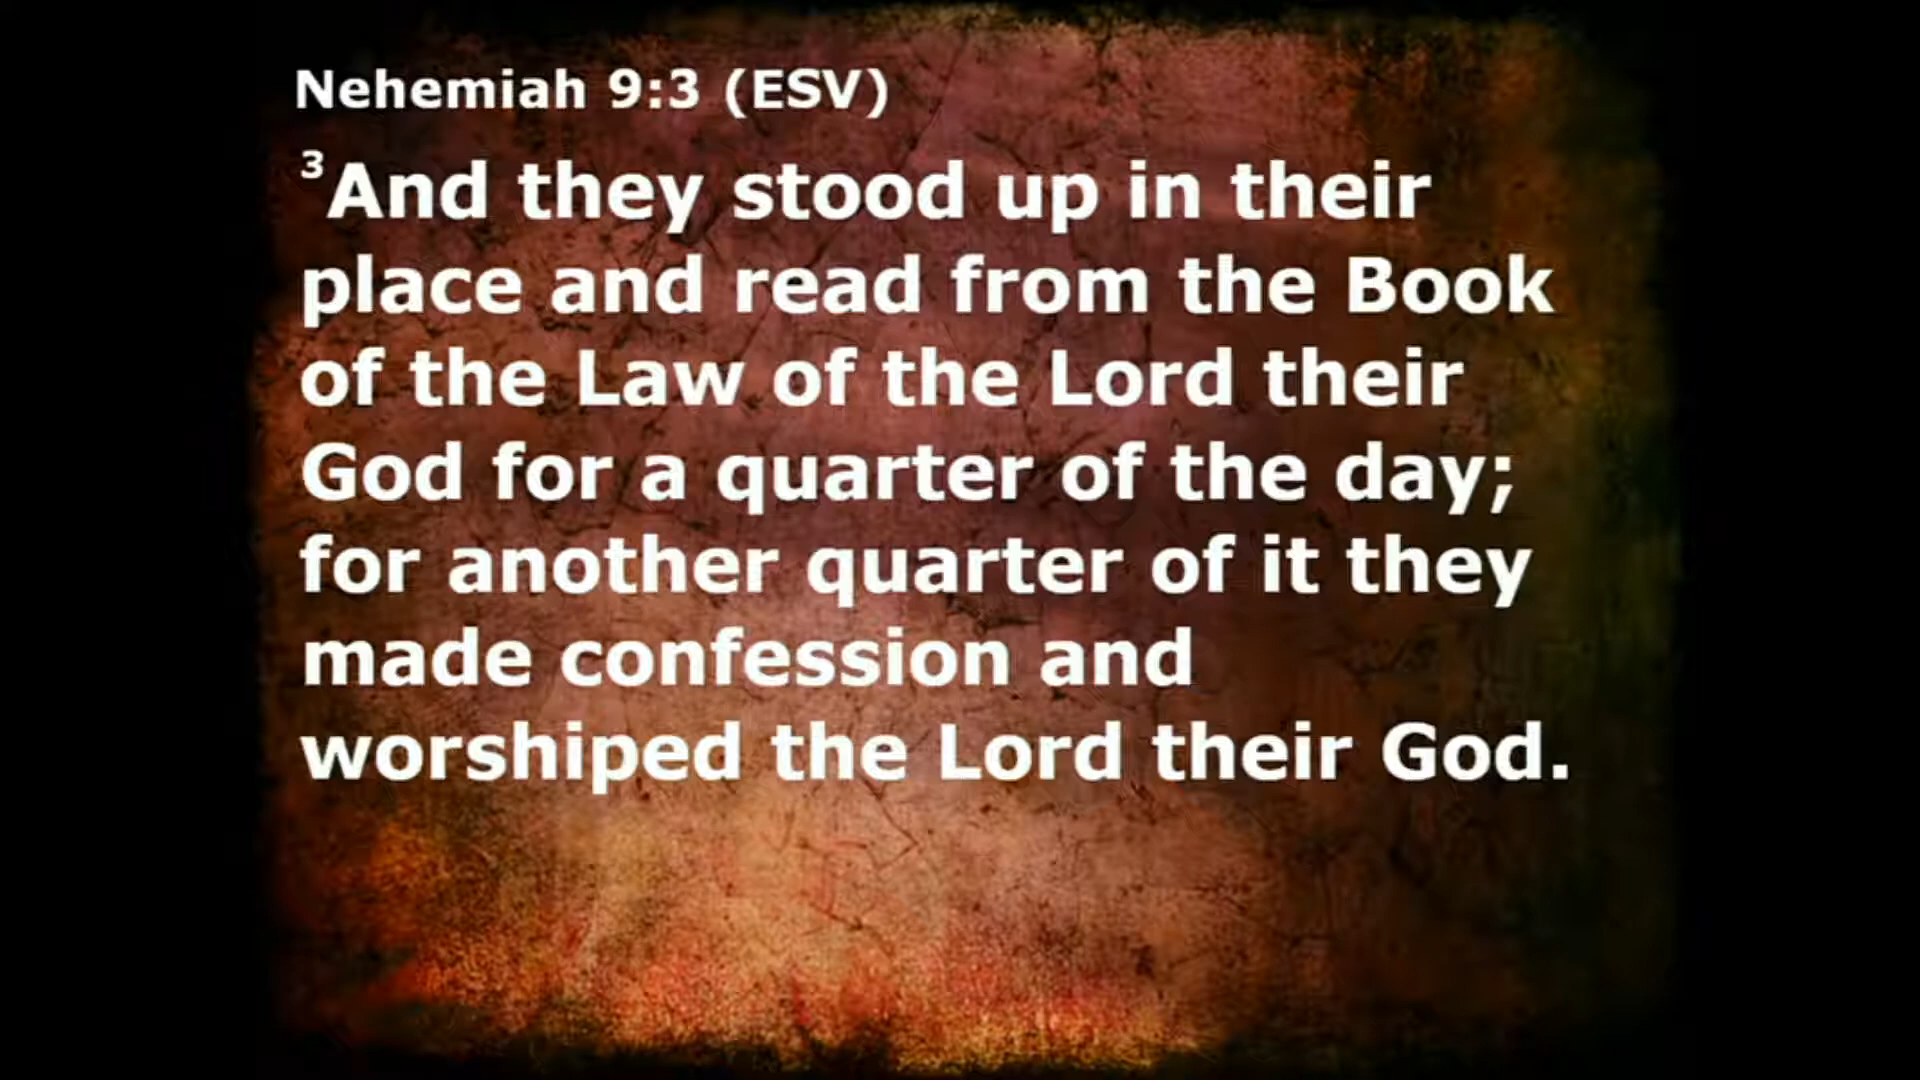 Nehemiah 9:3 (ESV)
3And they stood up in their
place and read from the Book
of the Law of the Lord their
God for a quarter of the day;
for another quarter of it they
made confession and
worshiped the Lord their God.